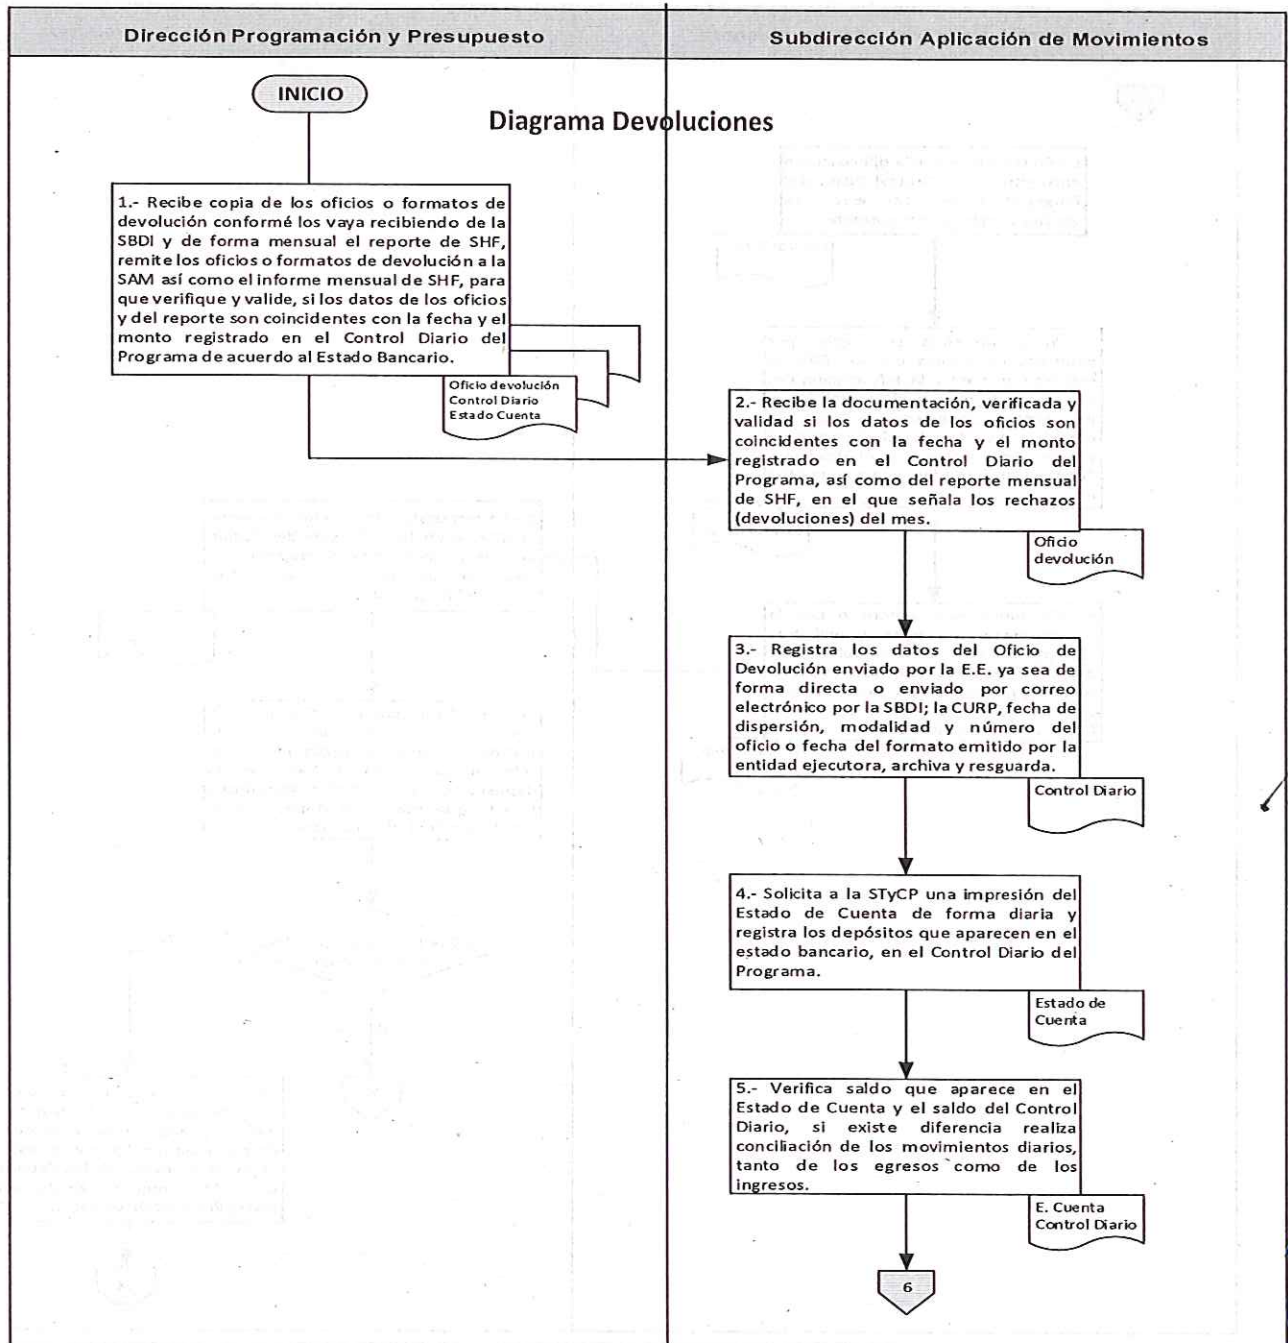 Dirección Programación y Presupuesto
Subdirección Aplicación de Movimientos
INICIO
Diagrama Devoluciones
1.- Recibe copia de los oficios o formatos de
devolución conformé los vaya recibiendo de la
SBDI y de forma mensual el reporte de SHF,
remite los oficios o formatos de devolución a la
SAM así como el informe mensual de SHF, para
que verifique y valide, si los datos de los oficios
y del reporte son coincidentes con la fecha y el
monto registrado en el Control Diario del
Programa de acuerdo al Estado Bancario.
Oficio devolución
Control Diario
Estado Cuenta
2.- Recibe la documentación, verificada y
validad si los datos de los oficios son
coincidentes con la fecha y el monto
registrado en el Control Diario del
Programa, así como del reporte mensual
de SHF, en el que señala los rechazos
(devoluciones) del mes.
Oficio
devolución
3.- Registra los datos del Oficio de
Devolución enviado por la E.E. ya sea de
forma directa o enviado por correo
electrónico por la SBDI; la CURP, fecha de
dispersión, modalidad y número del
oficio o fecha del formato emitido por la
entidad ejecutora, archiva y resguarda.
Control Diario
4.- Solicita a la STyCP una impresión del
Estado de Cuenta de forma diaria y
registra los depósitos que aparecen en el
estado bancario, en el Control Diario del
Programa.
Estado de
Cuenta
5.- Verifica saldo que aparece en el
Estado de Cuenta y el saldo del Control
Diario, si existe diferencia realiza
conciliación de los movimientos diarios,
tanto de los egresos como de los
ingresos.
E. Cuenta
Control Diario
6